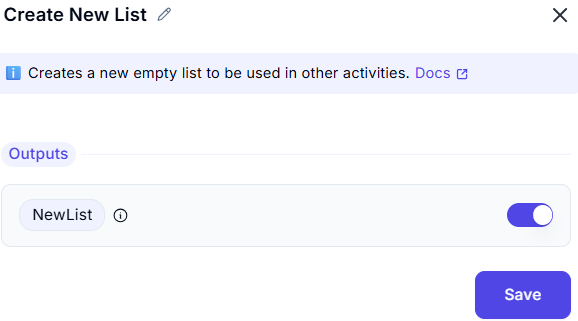 Create New List
Creates a new empty list to be used in other activities. Docs
Outputs
NewList
Save